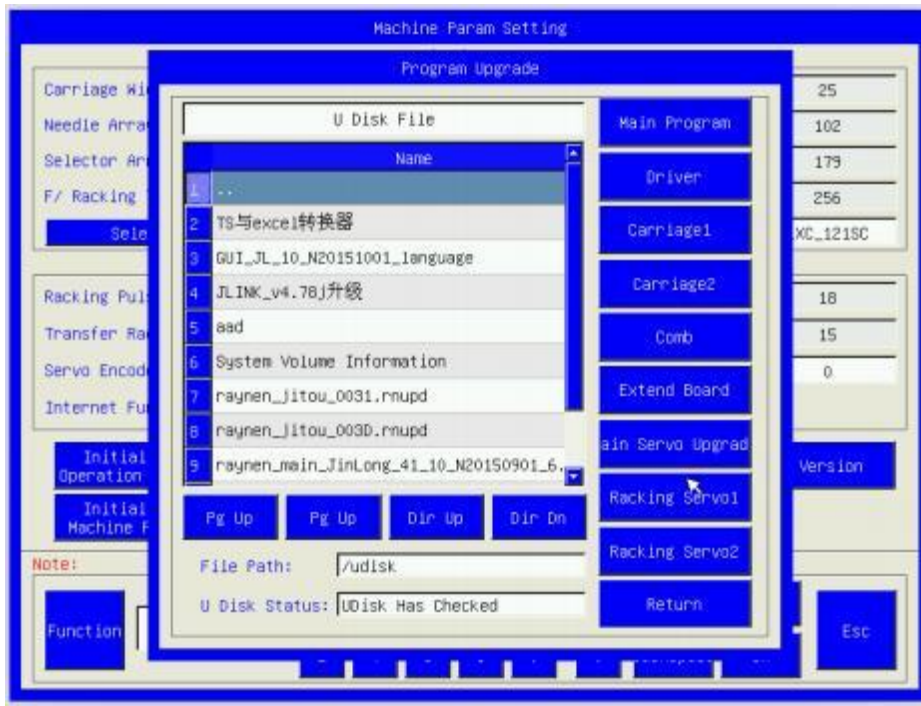 Machine Param Setting
Program Upgrade
Carriage Wi
25
Needle Arra
102
Selector Ar
179
F/ Racking
256
Sele
XC_121SC
Racking Pul
18
Transfer Ra
15
Servo Encod
0
Internet Fu
Initial
Operation
Initial
Machine P
Version
Note:
Function
Esc
U Disk File
Name
1 ..
2 TS与excel转换器
3 GUI_JL_10_N20151001_language
4 JLINK_v4.78j升级
5 aad
6 System Volume Information
7 raynen_jitou_0031.rnupd
8 raynen_jitou_003D.rnupd
9 raynen_main_JinLong_41_10_N20150901_6.
Pg Up
Pg Up
Dir Up
Dir Dn
File Path: /udisk
U Disk Status: UDisk Has Checked
Main Program
Driver
Carriage1
Carriage2
Comb
Extend Board
ain Servo Upgrad
Racking Servo1
Racking Servo2
Return